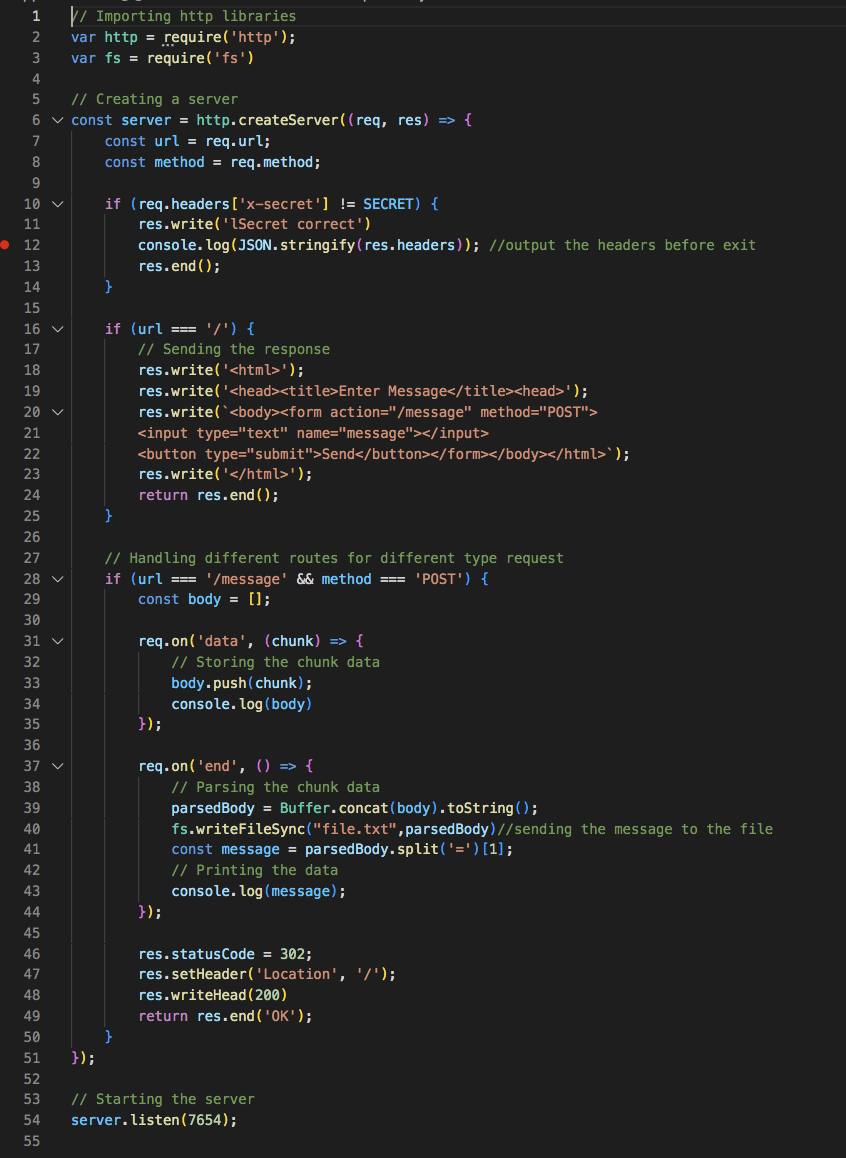 1 // Importing http libraries
2 var http = require('http');
3 var fs = require('fs')
4
5 // Creating a server
6 const server = http.createServer((req, res) => {
7     const url = req.url;
8     const method = req.method;
9
10     if (req.headers['x-secret'] != SECRET) {
11         res.write('lSecret correct')
12         console.log(JSON.stringify(res.headers)); //output the headers before exit
13         res.end();
14     }
15
16     if (url === '/') {
17         // Sending the response
18         res.write('<html>');
19         res.write('<head><title>Enter Message</title><head>');
20         res.write(`<body><form action="/message" method="POST">
21         <input type="text" name="message"></input>
22         <button type="submit">Send</button></form></body></html>`);
23         res.write('</html>');
24         return res.end();
25     }
26
27     // Handling different routes for different type request
28     if (url === '/message' && method === 'POST') {
29         const body = [];
30
31         req.on('data', (chunk) => {
32             // Storing the chunk data
33             body.push(chunk);
34             console.log(body)
35         });
36
37         req.on('end', () => {
38             // Parsing the chunk data
39             parsedBody = Buffer.concat(body).toString();
40             fs.writeFileSync("file.txt",parsedBody)//sending the message to the file
41             const message = parsedBody.split('=')[1];
42             // Printing the data
43             console.log(message);
44         });
45
46         res.statusCode = 302;
47         res.setHeader('Location', '/');
48         res.writeHead(200)
49         return res.end('OK');
50     }
51 });
52
53 // Starting the server
54 server.listen(7654);
55